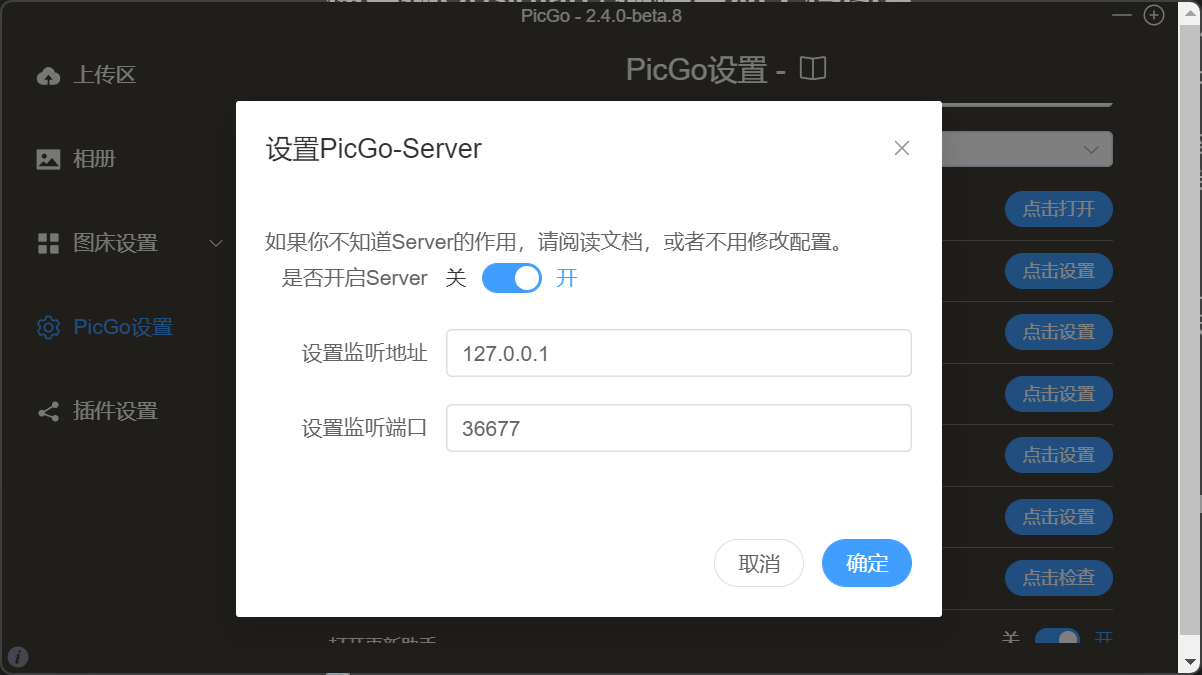 PicGo - 2.4.0-beta.8
上传区
相册
图床设置
PicGo设置
插件设置
PicGo设置 -
设置PicGo-Server
如果你不知道Server的作用，请阅读文档，或者不用修改配置。
是否开启Server 关 开
设置监听地址 127.0.0.1
设置监听端口 36677
取消 确定
点击打开
点击设置
点击设置
点击设置
点击设置
点击设置
点击检查
打开更新助手 关 开